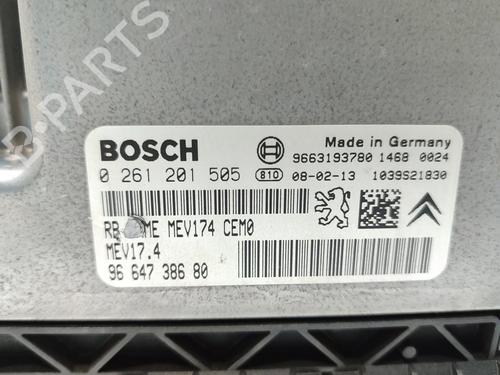 B-PARTS
BOSCH
Made in Germany
9663193780 1468 0024
0 261 201 505 810 08-02-13 1039S21830
ME MEV174 CEM0
MEV17.4
96 647 386 80